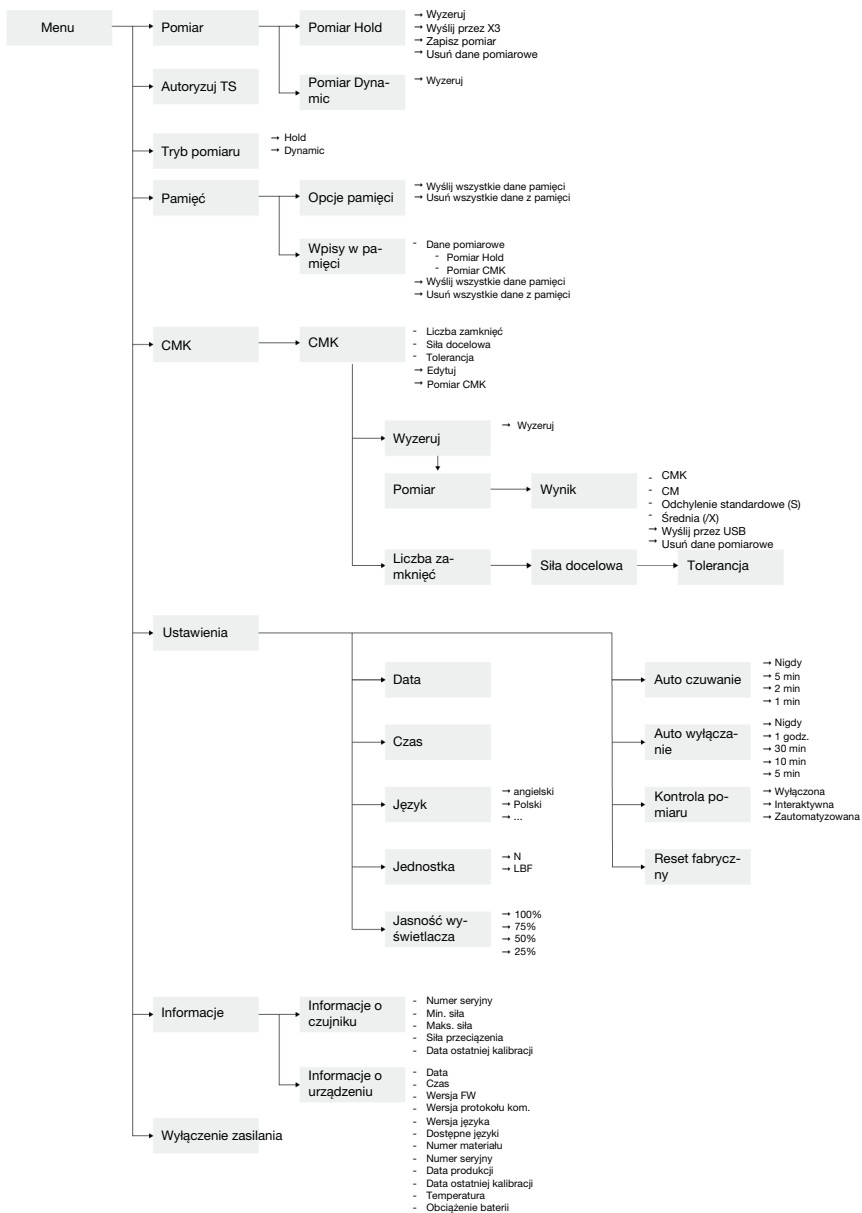 Menu
Pomiar
Pomiar Hold
→ Wyzeruj
→ Wyślij przez X3
→ Zapisz pomiar
→ Usuń dane pomiarowe
Autoryzuj TS
Pomiar Dyna-
mic
→ Wyzeruj
Tryb pomiaru
→ Hold
→ Dynamic
Pamięć
Opcje pamięci
→ Wyślij wszystkie dane pamięci
→ Usuń wszystkie dane z pamięci
Wpisy w pa-
mięci
- Dane pomiarowe
- Pomiar Hold
- Pomiar CMK
→ Wyślij wszystkie dane pamięci
→ Usuń wszystkie dane z pamięci
CMK
CMK
- Liczba zamknięć
- Siła docelowa
- Tolerancja
→ Edytuj
→ Pomiar CMK
Wyzeruj
→ Wyzeruj
Pomiar
Wynik
- CMK
- CM
- Odchylenie standardowe (S)
- Średnia (/X)
→ Wyślij przez USB
→ Usuń dane pomiarowe
Liczba za-
mknięć
Siła docelowa
Tolerancja
Ustawienia
Data
Czas
Język
→ angielski
→ Polski
→ ...
Jednostka
→ N
→ LBF
Jasność wy-
świetlacza
→ 100%
→ 75%
→ 50%
→ 25%
Auto czuwanie
→ Nigdy
→ 5 min
→ 2 min
→ 1 min
Auto wyłącza-
nie
→ Nigdy
→ 1 godz.
→ 30 min
→ 10 min
→ 5 min
Kontrola po-
miaru
→ Wyłączona
→ Interaktywna
→ Zautomatyzowana
Reset fabrycz-
ny
Informacje
Informacje o
czujniku
- Numer seryjny
- Min. siła
- Maks. siła
- Siła przeciązenia
- Data ostatniej kalibracji
Informacje o
urządzeniu
- Data
- Czas
- Wersja FW
- Wersja protokołu kom.
- Wersja języka
- Dostępne języki
- Numer materiału
- Numer seryjny
- Data produkcji
- Data ostatniej kalibracji
- Temperatura
- Obciążenie baterii
Wyłączenie zasilania